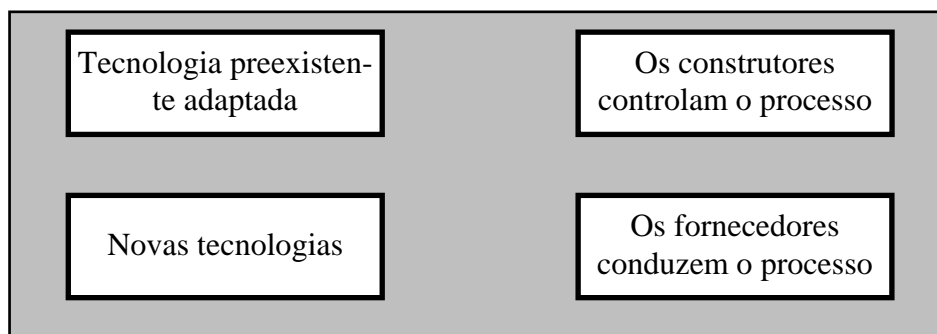 Tecnologia preexisten-
te adaptada
Os construtores
controlam o processo
Novas tecnologias
Os fornecedores
conduzem o processo